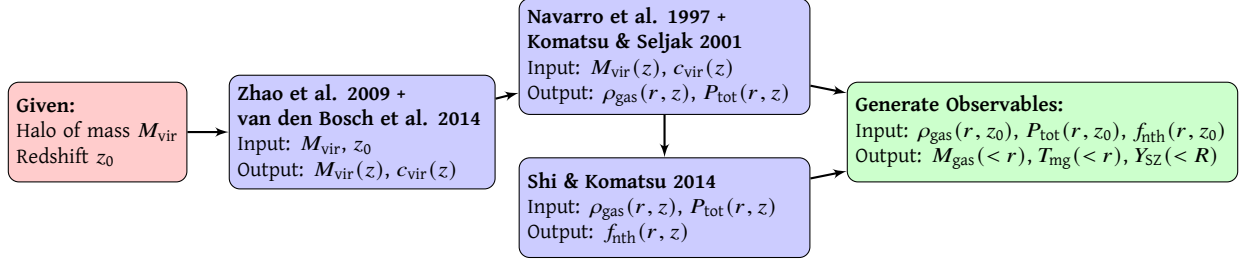 Given:
Halo of mass M_vir
Redshift z_0
Zhao et al. 2009 +
van den Bosch et al. 2014
Input: M_vir, z_0
Output: M_vir(z), c_vir(z)
Navarro et al. 1997 +
Komatsu & Seljak 2001
Input: M_vir(z), c_vir(z)
Output: ρ_gas(r, z), P_tot(r, z)
Shi & Komatsu 2014
Input: ρ_gas(r, z), P_tot(r, z)
Output: f_nth(r, z)
Generate Observables:
Input: ρ_gas(r, z_0), P_tot(r, z_0), f_nth(r, z_0)
Output: M_gas(< r), T_mg(< r), Y_SZ(< R)